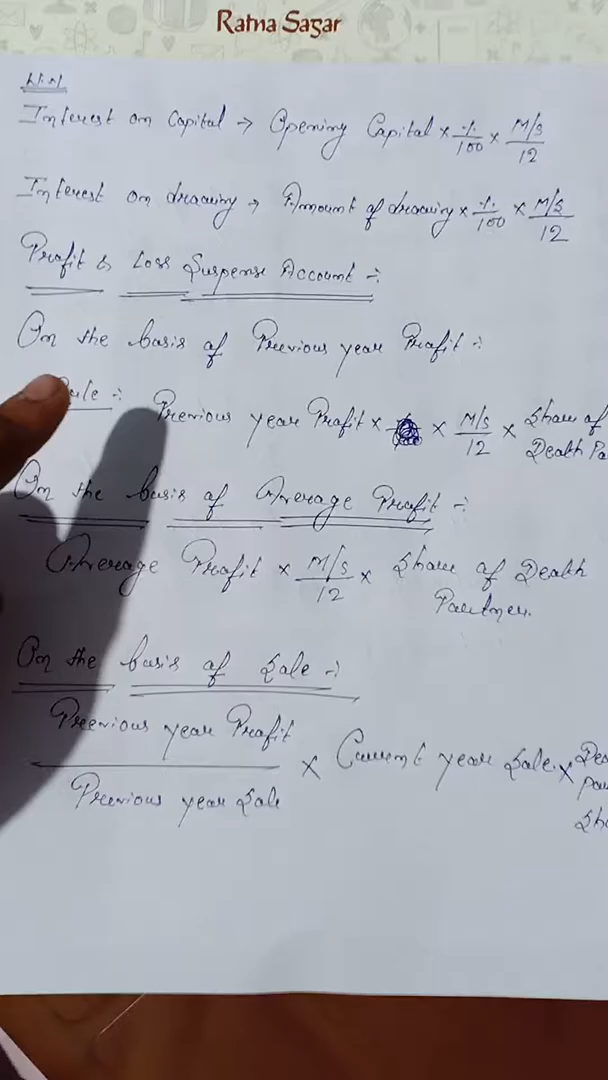 Ratna Sagar
Interest on Capital → Opening Capital × %/100 × M/S/12
Interest on drawing → Amount of drawing × %/100 × M/S/12
Profit & Loss Suspense Account :-
On the basis of Previous year Profit :-
Rule :- Previous year Profit × × M/S/12 × Share of Death Pa
On the basis of Average Profit :-
Average Profit × M/S/12 × Share of Death
Partner.
On the basis of Sale :-
Previous year Profit
Previous year Sale
× Current year Sale ×